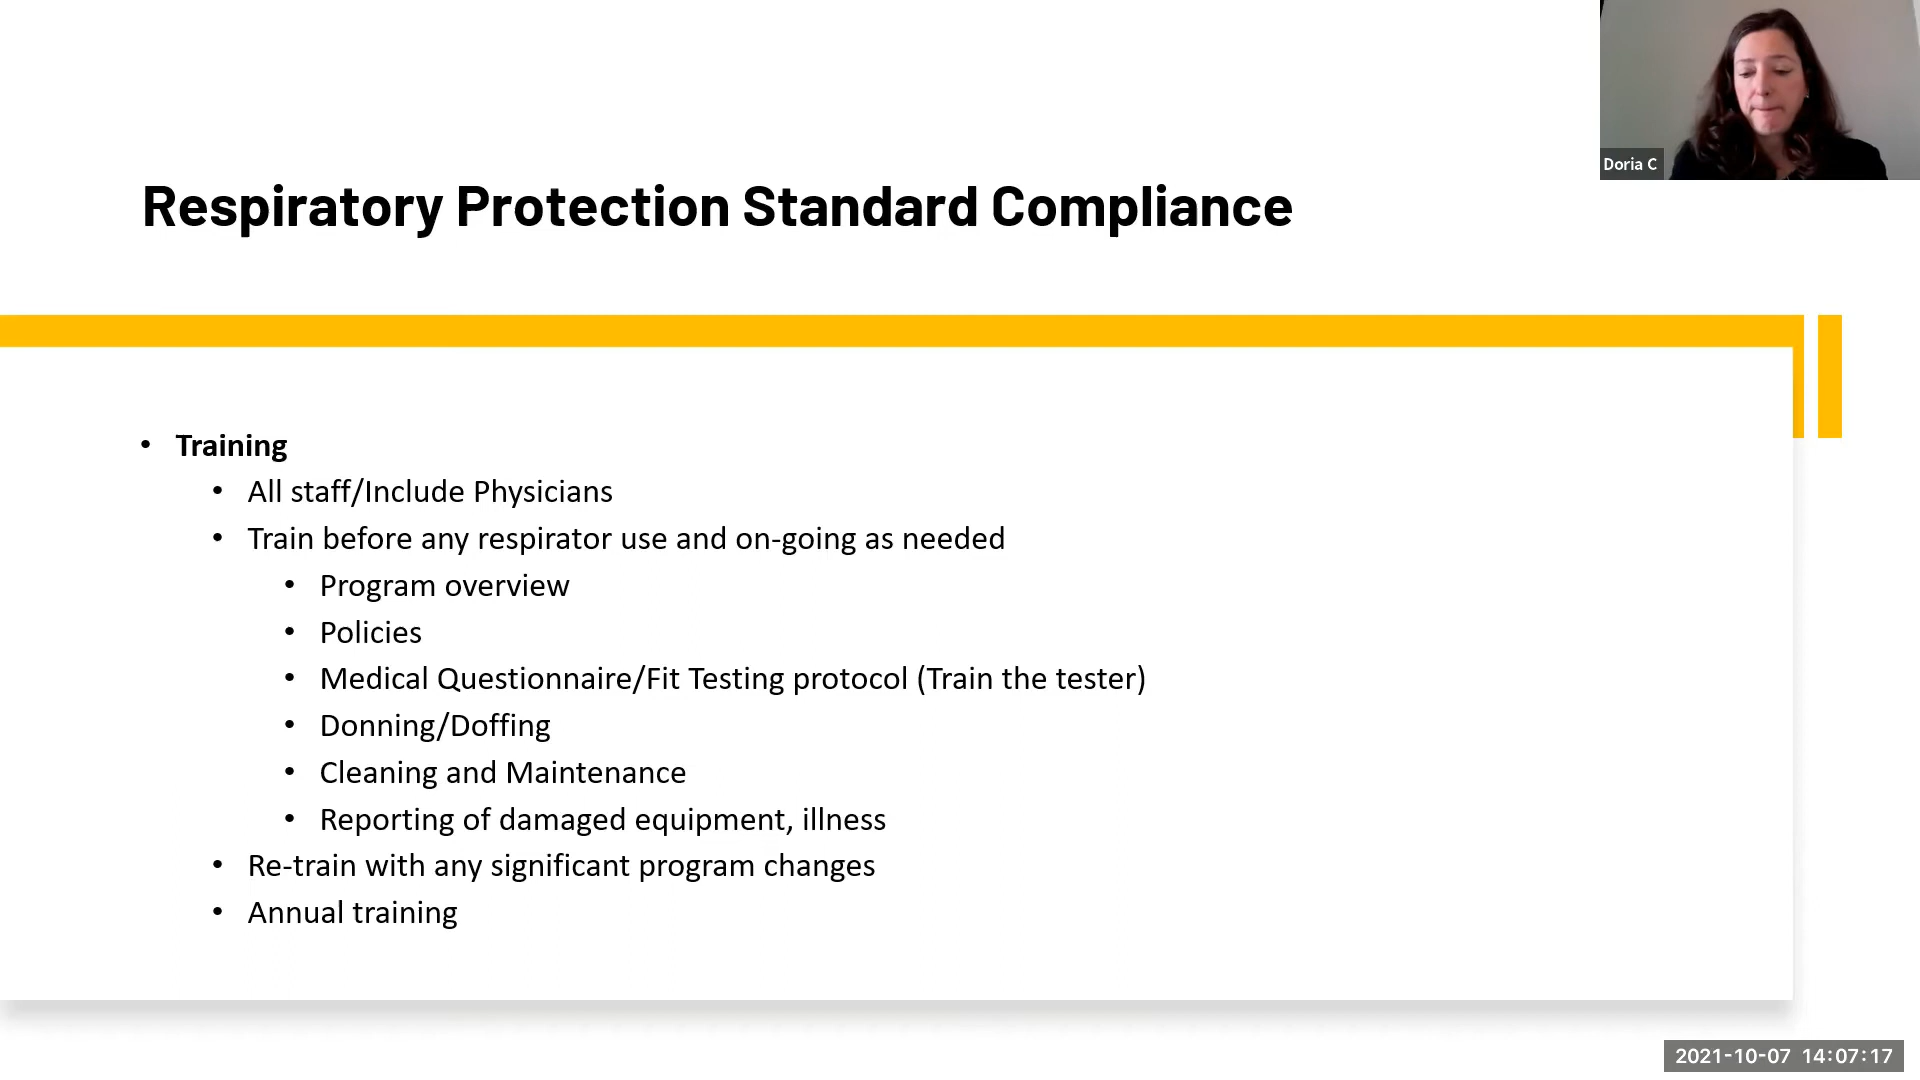 Doria C
Respiratory Protection Standard Compliance
• Training
• All staff/Include Physicians
• Train before any respirator use and on-going as needed
• Program overview
• Policies
• Medical Questionnaire/Fit Testing protocol (Train the tester)
• Donning/Doffing
• Cleaning and Maintenance
• Reporting of damaged equipment, illness
• Re-train with any significant program changes
• Annual training
2021-10-07 14:07:17